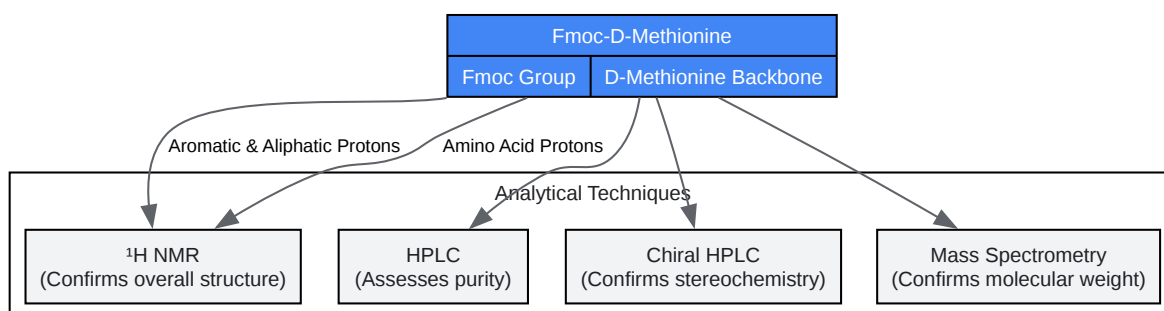 Fmoc-D-Methionine
Fmoc Group
D-Methionine Backbone
Aromatic & Aliphatic Protons
Amino Acid Protons
Analytical Techniques
¹H NMR
(Confirms overall structure)
HPLC
(Assesses purity)
Chiral HPLC
(Confirms stereochemistry)
Mass Spectrometry
(Confirms molecular weight)